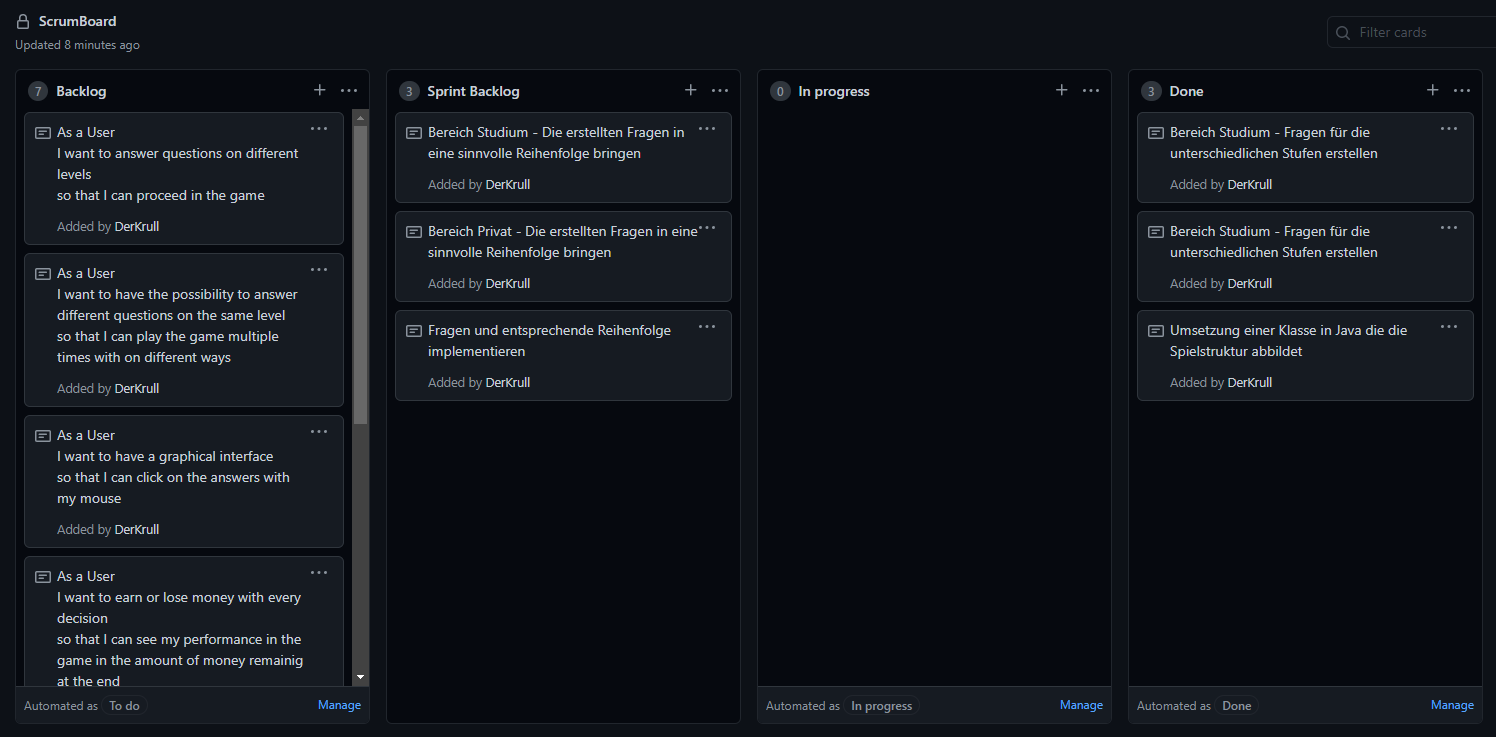 ScrumBoard
Updated 8 minutes ago
Filter cards
7 Backlog
As a User
I want to answer questions on different
levels
so that I can proceed in the game
Added by DerKrull
As a User
I want to have the possibility to answer
different questions on the same level
so that I can play the game multiple
times with on different ways
Added by DerKrull
As a User
I want to have a graphical interface
so that I can click on the answers with
my mouse
Added by DerKrull
As a User
I want to earn or lose money with every
decision
so that I can see my performance in the
game in the amount of money remainig
at the end
Automated as To do
Manage
3 Sprint Backlog
Bereich Studium - Die erstellten Fragen in
eine sinnvolle Reihenfolge bringen
Added by DerKrull
Bereich Privat - Die erstellten Fragen in eine
sinnvolle Reihenfolge bringen
Added by DerKrull
Fragen und entsprechende Reihenfolge
implementieren
Added by DerKrull
0 In progress
Automated as In progress
Manage
3 Done
Bereich Studium - Fragen für die
unterschiedlichen Stufen erstellen
Added by DerKrull
Bereich Studium - Fragen für die
unterschiedlichen Stufen erstellen
Added by DerKrull
Umsetzung einer Klasse in Java die die
Spielstruktur abbildet
Added by DerKrull
Automated as Done
Manage